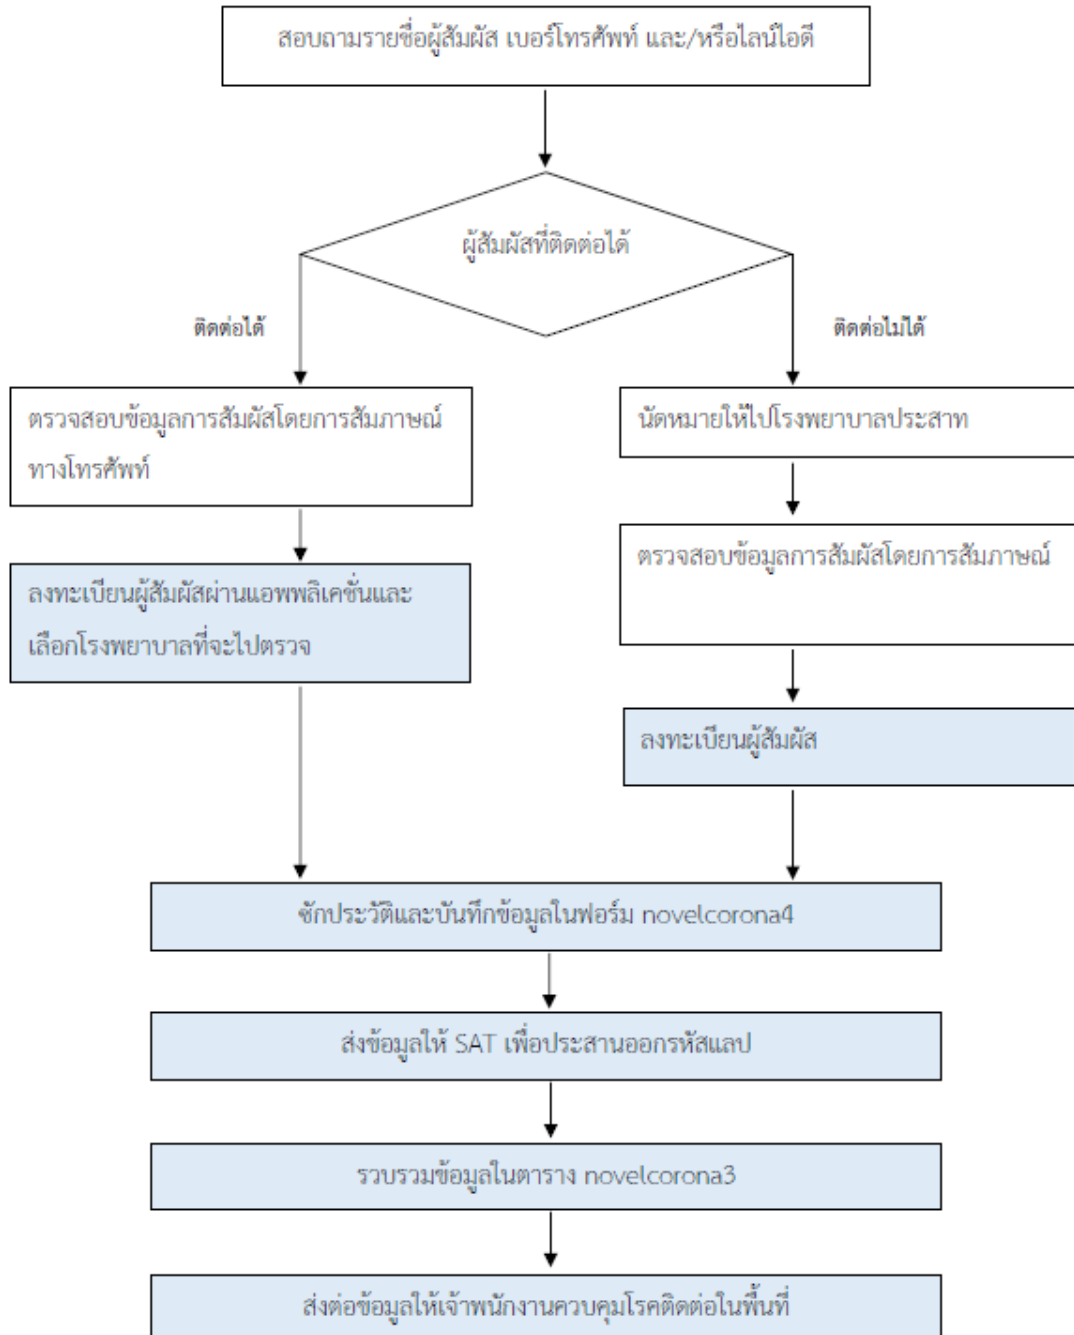 สอบถามรายชื่อผู้สัมผัส เบอร์โทรศัพท์ และ/หรือไลน์ไอดี
ผู้สัมผัสที่ติดต่อได้
ติดต่อได้
ติดต่อไม่ได้
ตรวจสอบข้อมูลการสัมผัสโดยการสัมภาษณ์
ทางโทรศัพท์
นัดหมายให้ไปโรงพยาบาลประสาท
ตรวจสอบข้อมูลการสัมผัสโดยการสัมภาษณ์
ลงทะเบียนผู้สัมผัสผ่านแอพพลิเคชั่นและ
เลือกโรงพยาบาลที่จะไปตรวจ
ลงทะเบียนผู้สัมผัส
ซักประวัติและบันทึกข้อมูลในฟอร์ม novelcorona4
ส่งข้อมูลให้ SAT เพื่อประสานออกรหัสแลป
รวบรวมข้อมูลในตาราง novelcorona3
ส่งต่อข้อมูลให้เจ้าพนักงานควบคุมโรคติดต่อในพื้นที่